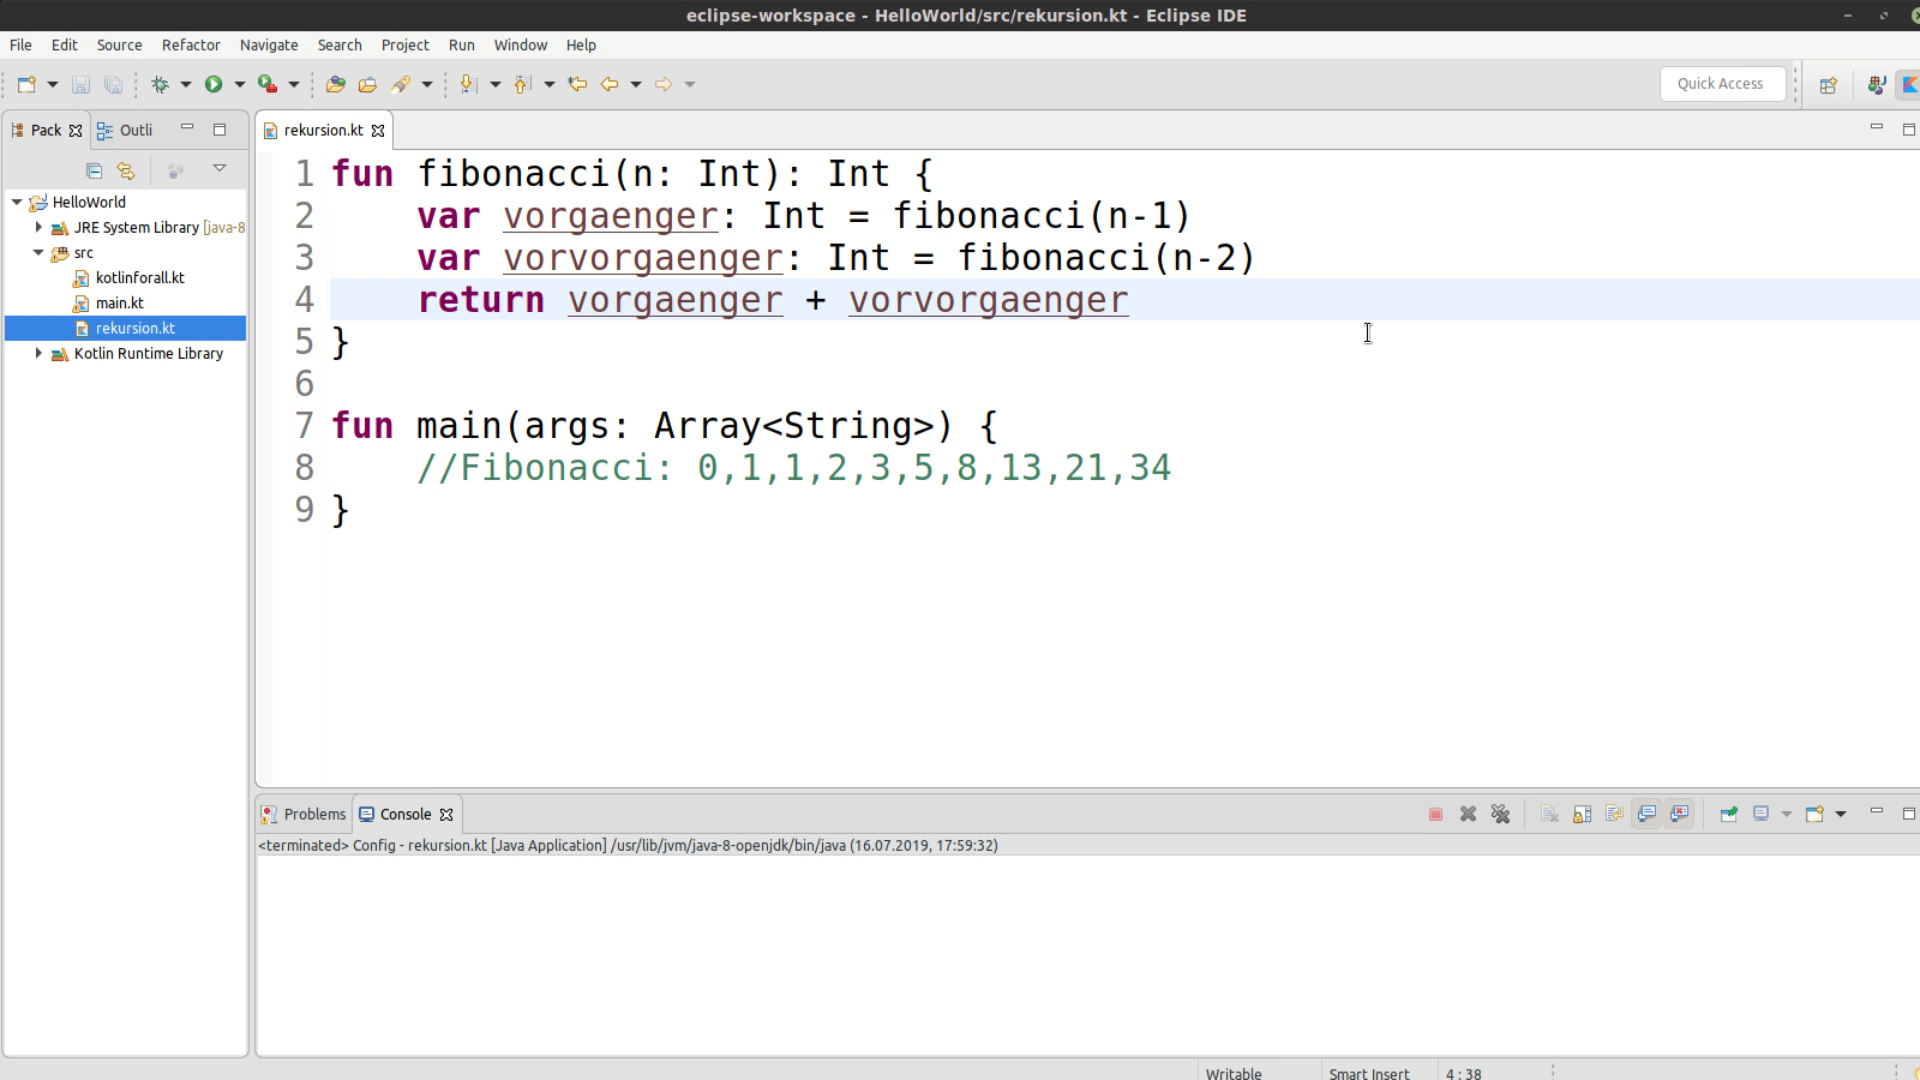 eclipse-workspace - HelloWorld/src/rekursion.kt - Eclipse IDE
File Edit Source Refactor Navigate Search Project Run Window Help
Quick Access
Pack Outli
rekursion.kt
HelloWorld
JRE System Library [java-8
src
kotlinforall.kt
main.kt
rekursion.kt
Kotlin Runtime Library
1 fun fibonacci(n: Int): Int {
2     var vorgaenger: Int = fibonacci(n-1)
3     var vorvorgaenger: Int = fibonacci(n-2)
4     return vorgaenger + vorvorgaenger
5 }
6
7 fun main(args: Array<String>) {
8     //Fibonacci: 0,1,1,2,3,5,8,13,21,34
9 }
Problems Console
<terminated> Config - rekursion.kt [Java Application] /usr/lib/jvm/java-8-openjdk/bin/java (16.07.2019, 17:59:32)
Writable Smart Insert 4 : 38